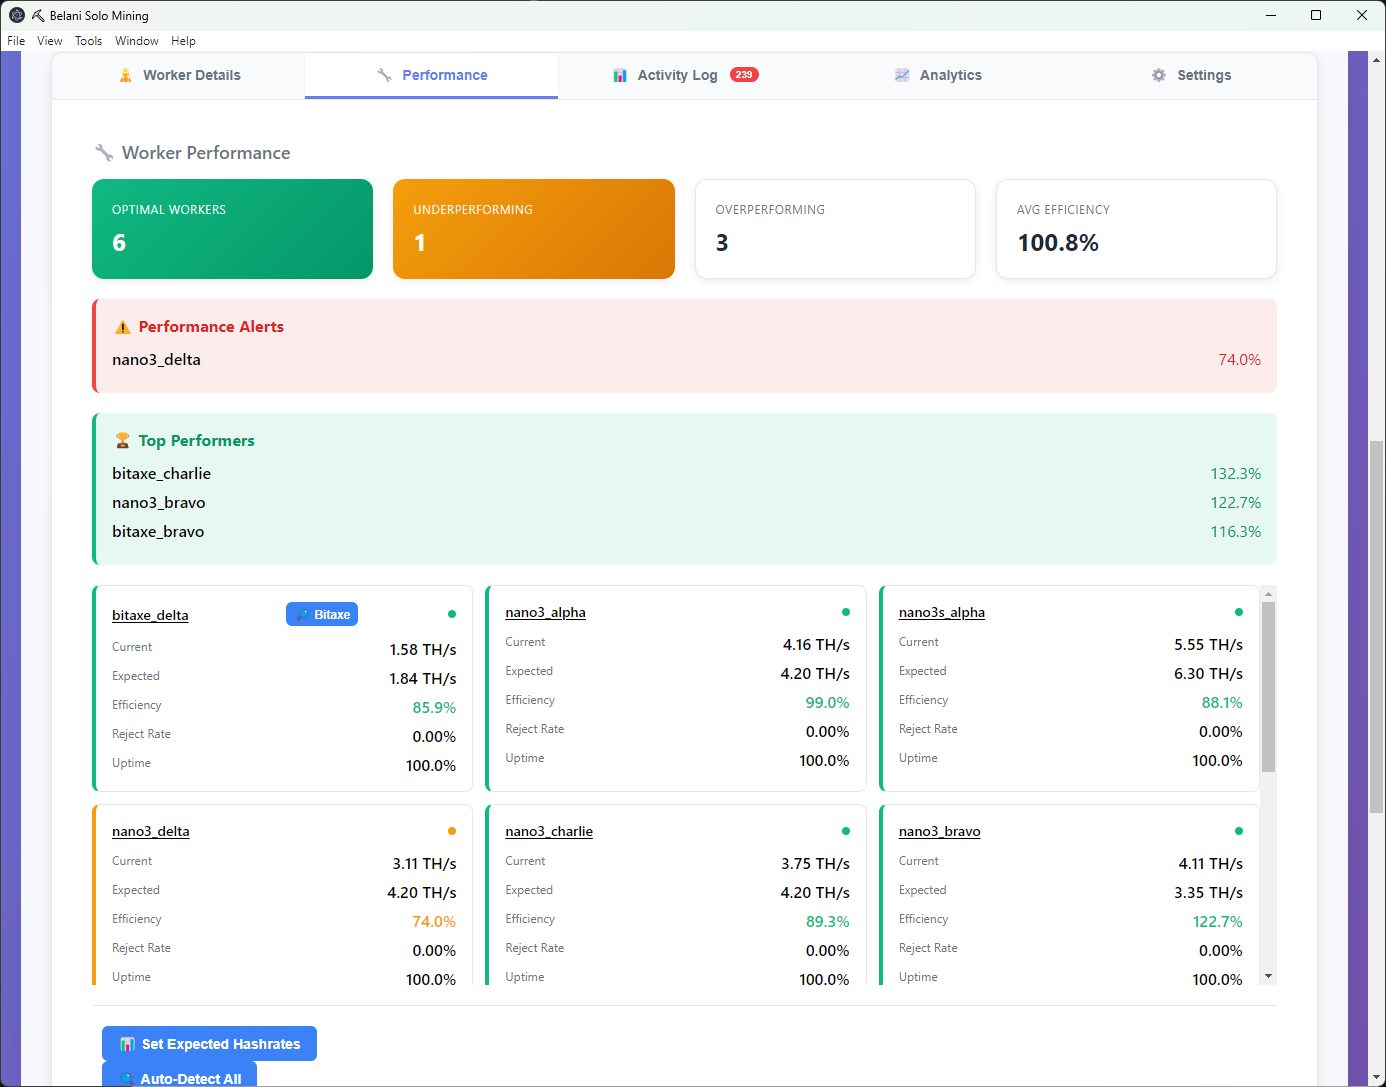 Belani Solo Mining
File View Tools Window Help
Worker Details Performance Activity Log 239 Analytics Settings
Worker Performance
OPTIMAL WORKERS
6
UNDERPERFORMING
1
OVERPERFORMING
3
AVG EFFICIENCY
100.8%
Performance Alerts
nano3_delta 74.0%
Top Performers
bitaxe_charlie 132.3%
nano3_bravo 122.7%
bitaxe_bravo 116.3%
bitaxe_delta Bitaxe
Current 1.58 TH/s
Expected 1.84 TH/s
Efficiency 85.9%
Reject Rate 0.00%
Uptime 100.0%
nano3_alpha
Current 4.16 TH/s
Expected 4.20 TH/s
Efficiency 99.0%
Reject Rate 0.00%
Uptime 100.0%
nano3s_alpha
Current 5.55 TH/s
Expected 6.30 TH/s
Efficiency 88.1%
Reject Rate 0.00%
Uptime 100.0%
nano3_delta
Current 3.11 TH/s
Expected 4.20 TH/s
Efficiency 74.0%
Reject Rate 0.00%
Uptime 100.0%
nano3_charlie
Current 3.75 TH/s
Expected 4.20 TH/s
Efficiency 89.3%
Reject Rate 0.00%
Uptime 100.0%
nano3_bravo
Current 4.11 TH/s
Expected 3.35 TH/s
Efficiency 122.7%
Reject Rate 0.00%
Uptime 100.0%
Set Expected Hashrates
Auto-Detect All